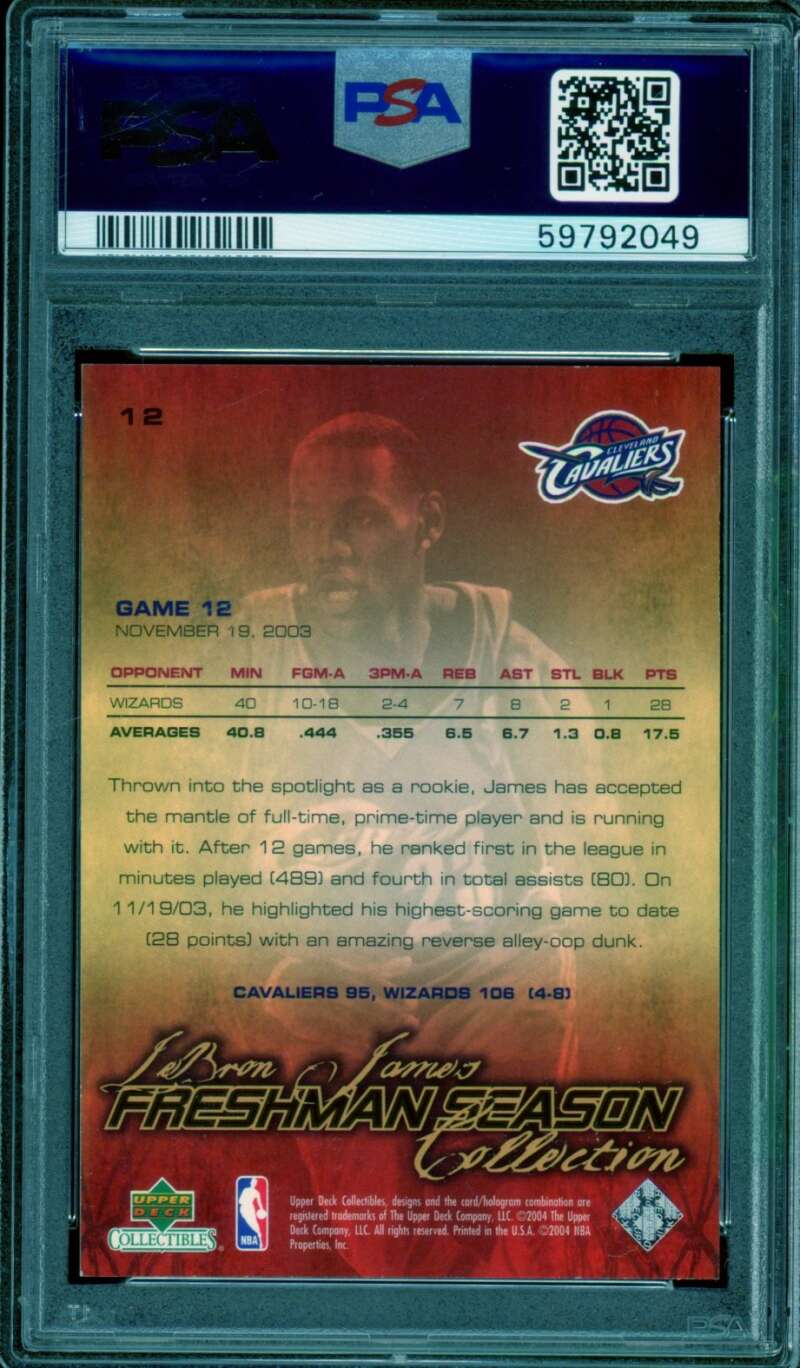 PSA
PSA
59792049
12
CLEVELAND
CAVALIERS
GAME 12
NOVEMBER 19, 2003
OPPONENT MIN FGM-A 3PM-A REB AST STL BLK PTS
WIZARDS 40 10-18 2-4 7 8 2 1 28
AVERAGES 40.8 .444 .355 6.5 6.7 1.3 0.8 17.5
Thrown into the spotlight as a rookie, James has accepted
the mantle of full-time, prime-time player and is running
with it. After 12 games, he ranked first in the league in
minutes played (489) and fourth in total assists (80). On
11/19/03, he highlighted his highest-scoring game to date
(28 points) with an amazing reverse alley-oop dunk.
CAVALIERS 95, WIZARDS 106 (4-8)
LeBron James
FRESHMAN SEASON
Collection
UPPER
DECK
COLLECTIBLES
NBA
Upper Deck Collectibles, designs and the card/hologram combination are
registered trademarks of The Upper Deck Company, LLC. ©2004 The Upper
Deck Company, LLC. All rights reserved. Printed in the U.S.A. ©2004 NBA
Properties, Inc.
PSA